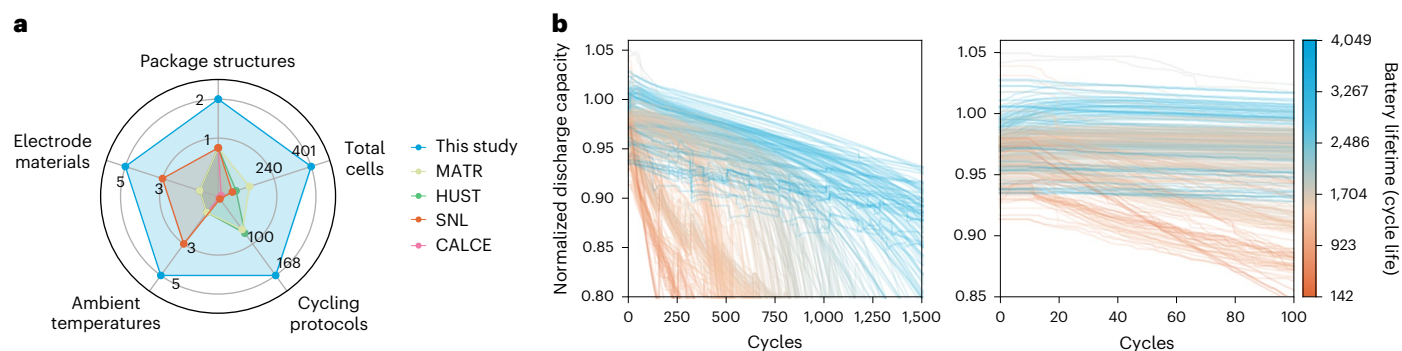 a
Package structures
2
1
Electrode
materials
5
3
Total
cells
401
240
100
168
3
5
Ambient
temperatures
Cycling
protocols
This study
MATR
HUST
SNL
CALCE
b
Normalized discharge capacity
1.05
1.00
0.95
0.90
0.85
0.80
0 250 500 750 1,000 1,250 1,500
Cycles
1.05
1.00
0.95
0.90
0.85
0 20 40 60 80 100
Cycles
4,049
3,267
2,486
1,704
923
142
Battery lifetime (cycle life)